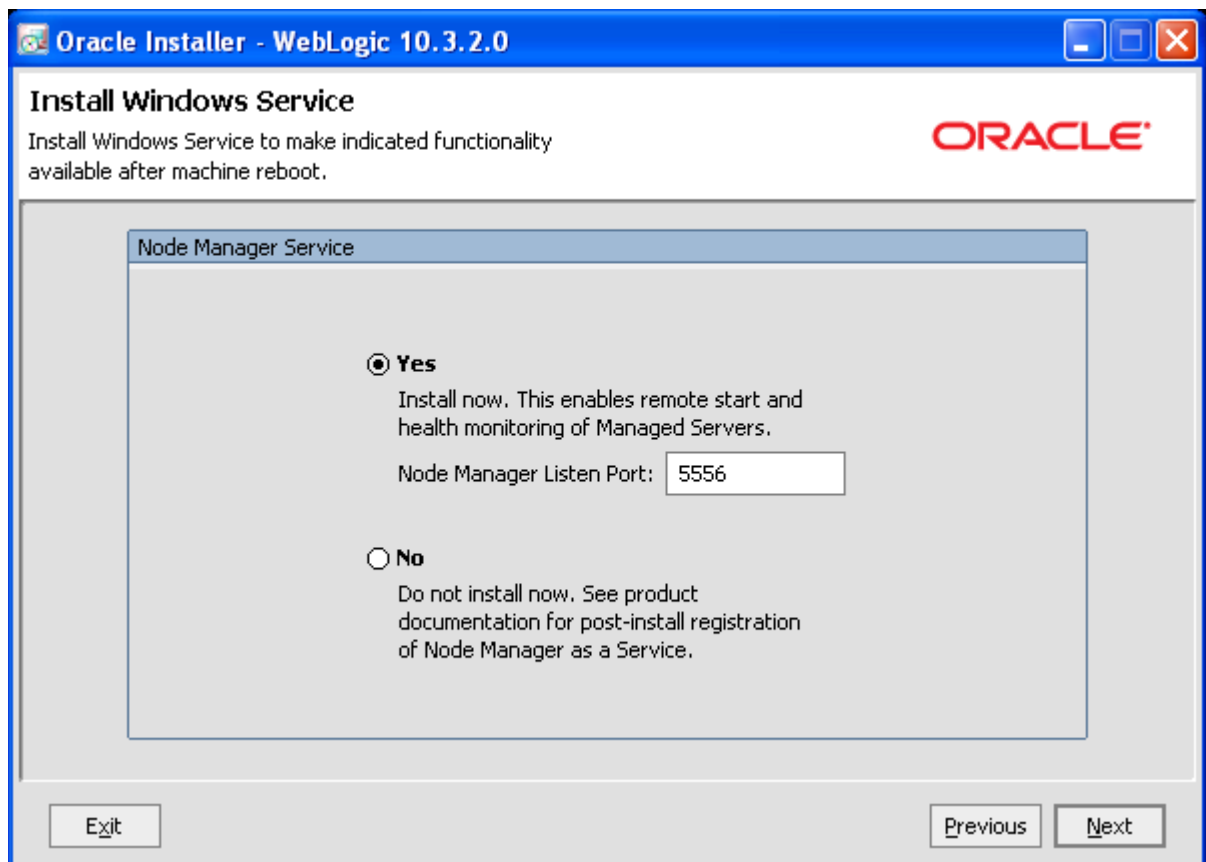 Oracle Installer - WebLogic 10.3.2.0
Install Windows Service
Install Windows Service to make indicated functionality
available after machine reboot.
ORACLE
Node Manager Service
Yes
Install now. This enables remote start and
health monitoring of Managed Servers.
Node Manager Listen Port: 5556
No
Do not install now. See product
documentation for post-install registration
of Node Manager as a Service.
Exit Previous Next